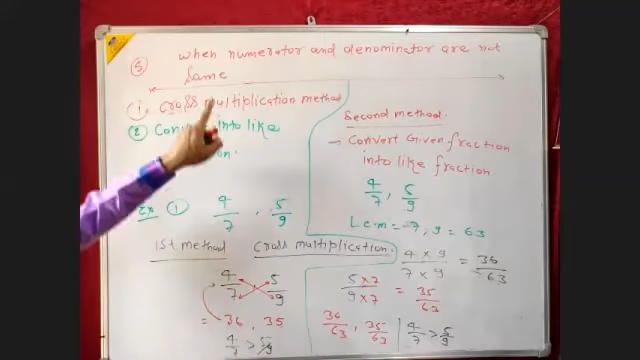 ⑤ when numerator and denominator are not
same
①. cross multiplication method
② Con into like
on.
Ex ① 4/7 , 5/9
1st method cross multiplication.
4/7 5/9
= 36 , 35
4/7 > 5/9
Second method.
→ Convert Given fraction
into like fraction
4/7 , 5/9
L.c.m = 7, 9 = 63
4 x 9 / 7 x 9 = 36/63
5 x 7 / 9 x 7 = 35/63
36/63 , 35/63 | 4/7 > 5/9